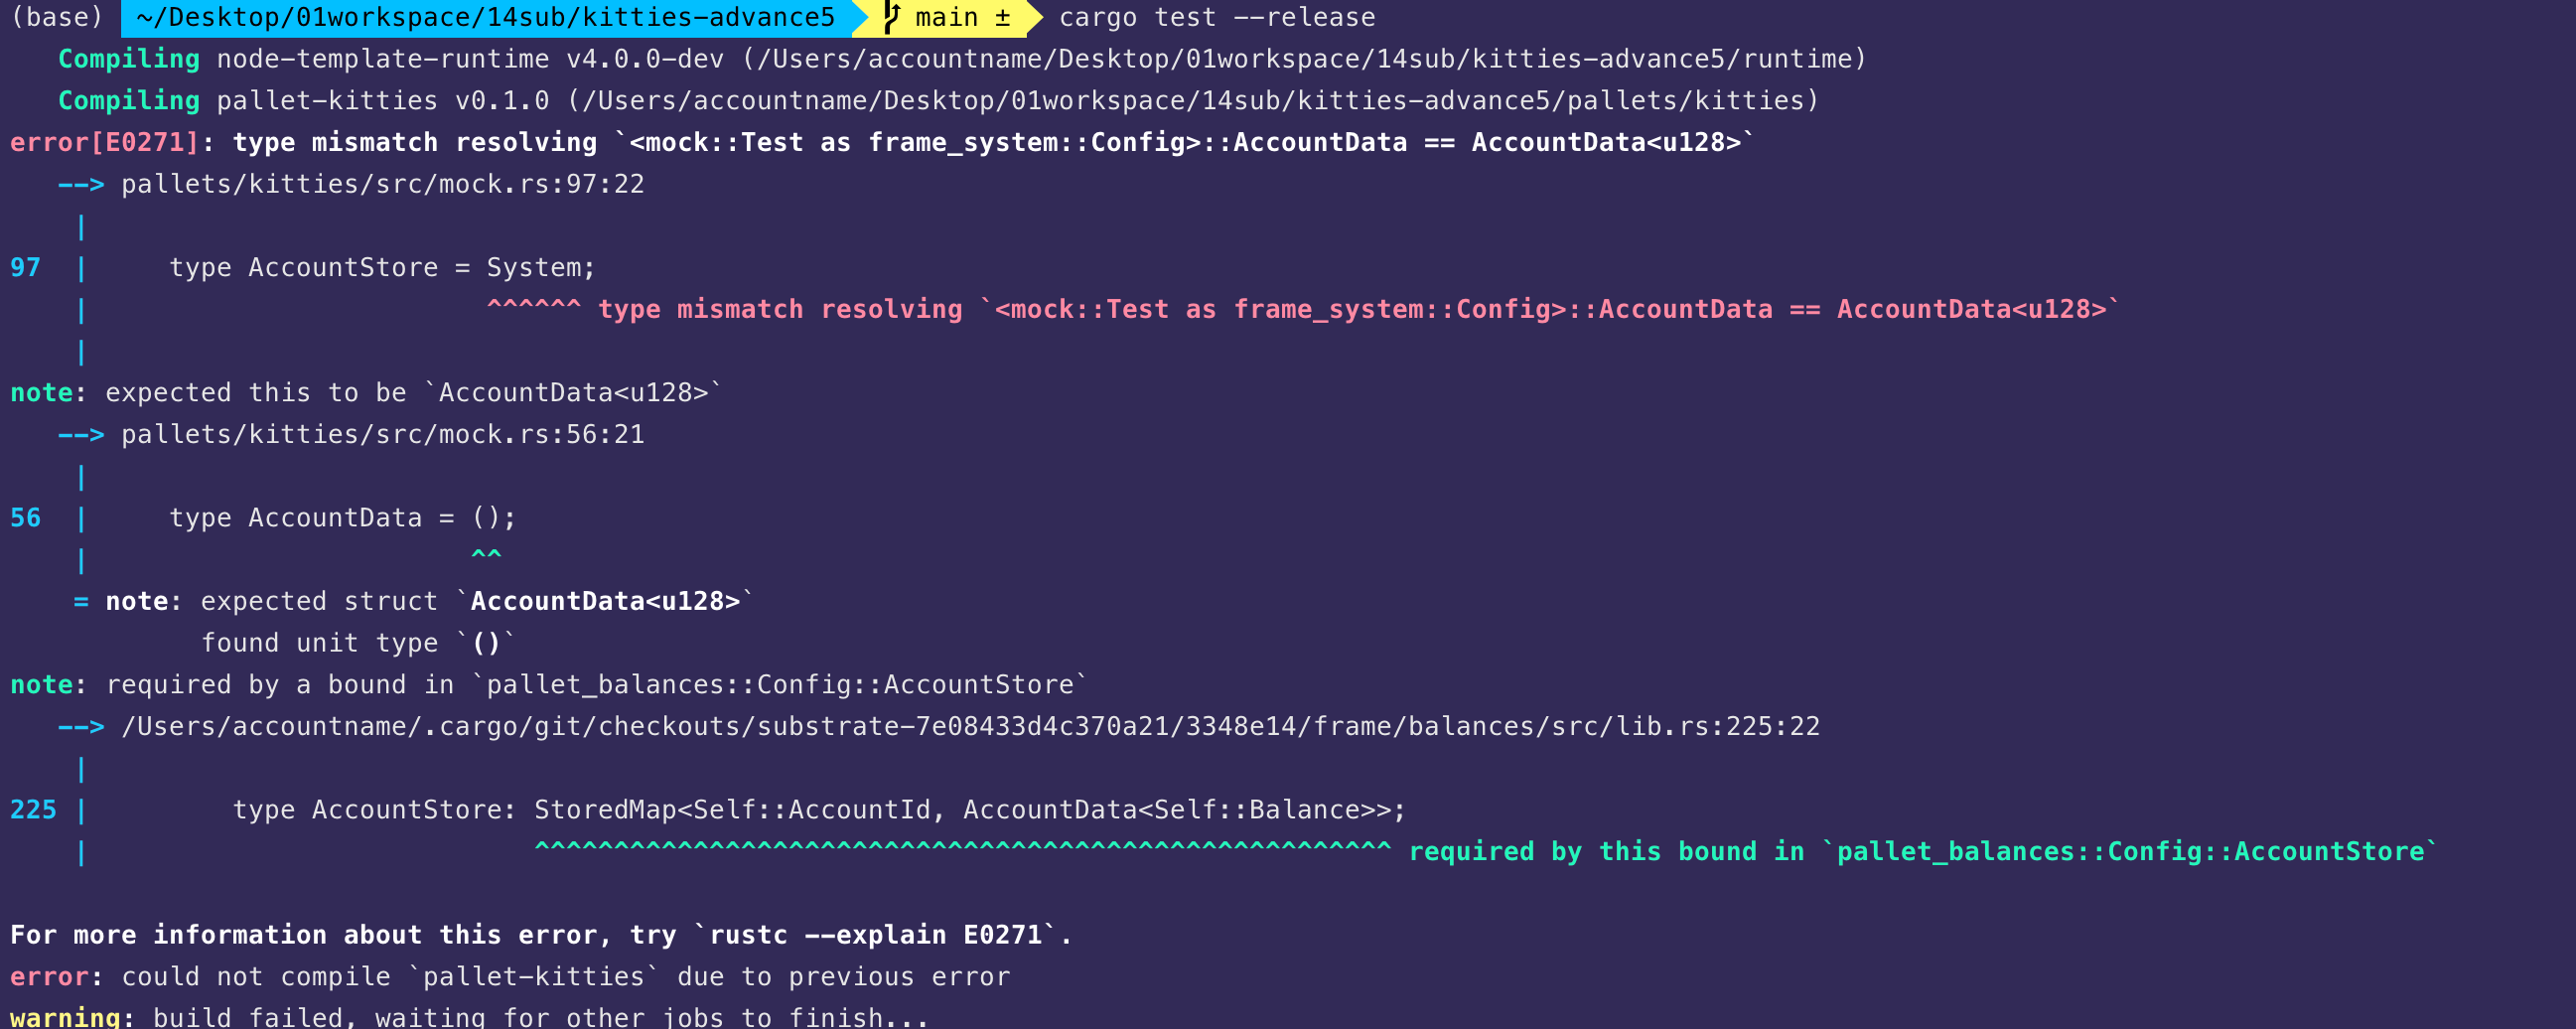 (base) ~/Desktop/01workspace/14sub/kitties-advance5 main ± cargo test --release
   Compiling node-template-runtime v4.0.0-dev (/Users/accountname/Desktop/01workspace/14sub/kitties-advance5/runtime)
   Compiling pallet-kitties v0.1.0 (/Users/accountname/Desktop/01workspace/14sub/kitties-advance5/pallets/kitties)
error[E0271]: type mismatch resolving `<mock::Test as frame_system::Config>::AccountData == AccountData<u128>`
   --> pallets/kitties/src/mock.rs:97:22
    |
97  |     type AccountStore = System;
    |                         ^^^^^^ type mismatch resolving `<mock::Test as frame_system::Config>::AccountData == AccountData<u128>`
    |
note: expected this to be `AccountData<u128>`
   --> pallets/kitties/src/mock.rs:56:21
    |
56  |     type AccountData = ();
    |                        ^^
    = note: expected struct `AccountData<u128>`
            found unit type `()`
note: required by a bound in `pallet_balances::Config::AccountStore`
   --> /Users/accountname/.cargo/git/checkouts/substrate-7e08433d4c370a21/3348e14/frame/balances/src/lib.rs:225:22
    |
225 |         type AccountStore: StoredMap<Self::AccountId, AccountData<Self::Balance>>;
    |                            ^^^^^^^^^^^^^^^^^^^^^^^^^^^^^^^^^^^^^^^^^^^^^^^^^^^^^^ required by this bound in `pallet_balances::Config::AccountStore`

For more information about this error, try `rustc --explain E0271`.
error: could not compile `pallet-kitties` due to previous error
warning: build failed, waiting for other jobs to finish...